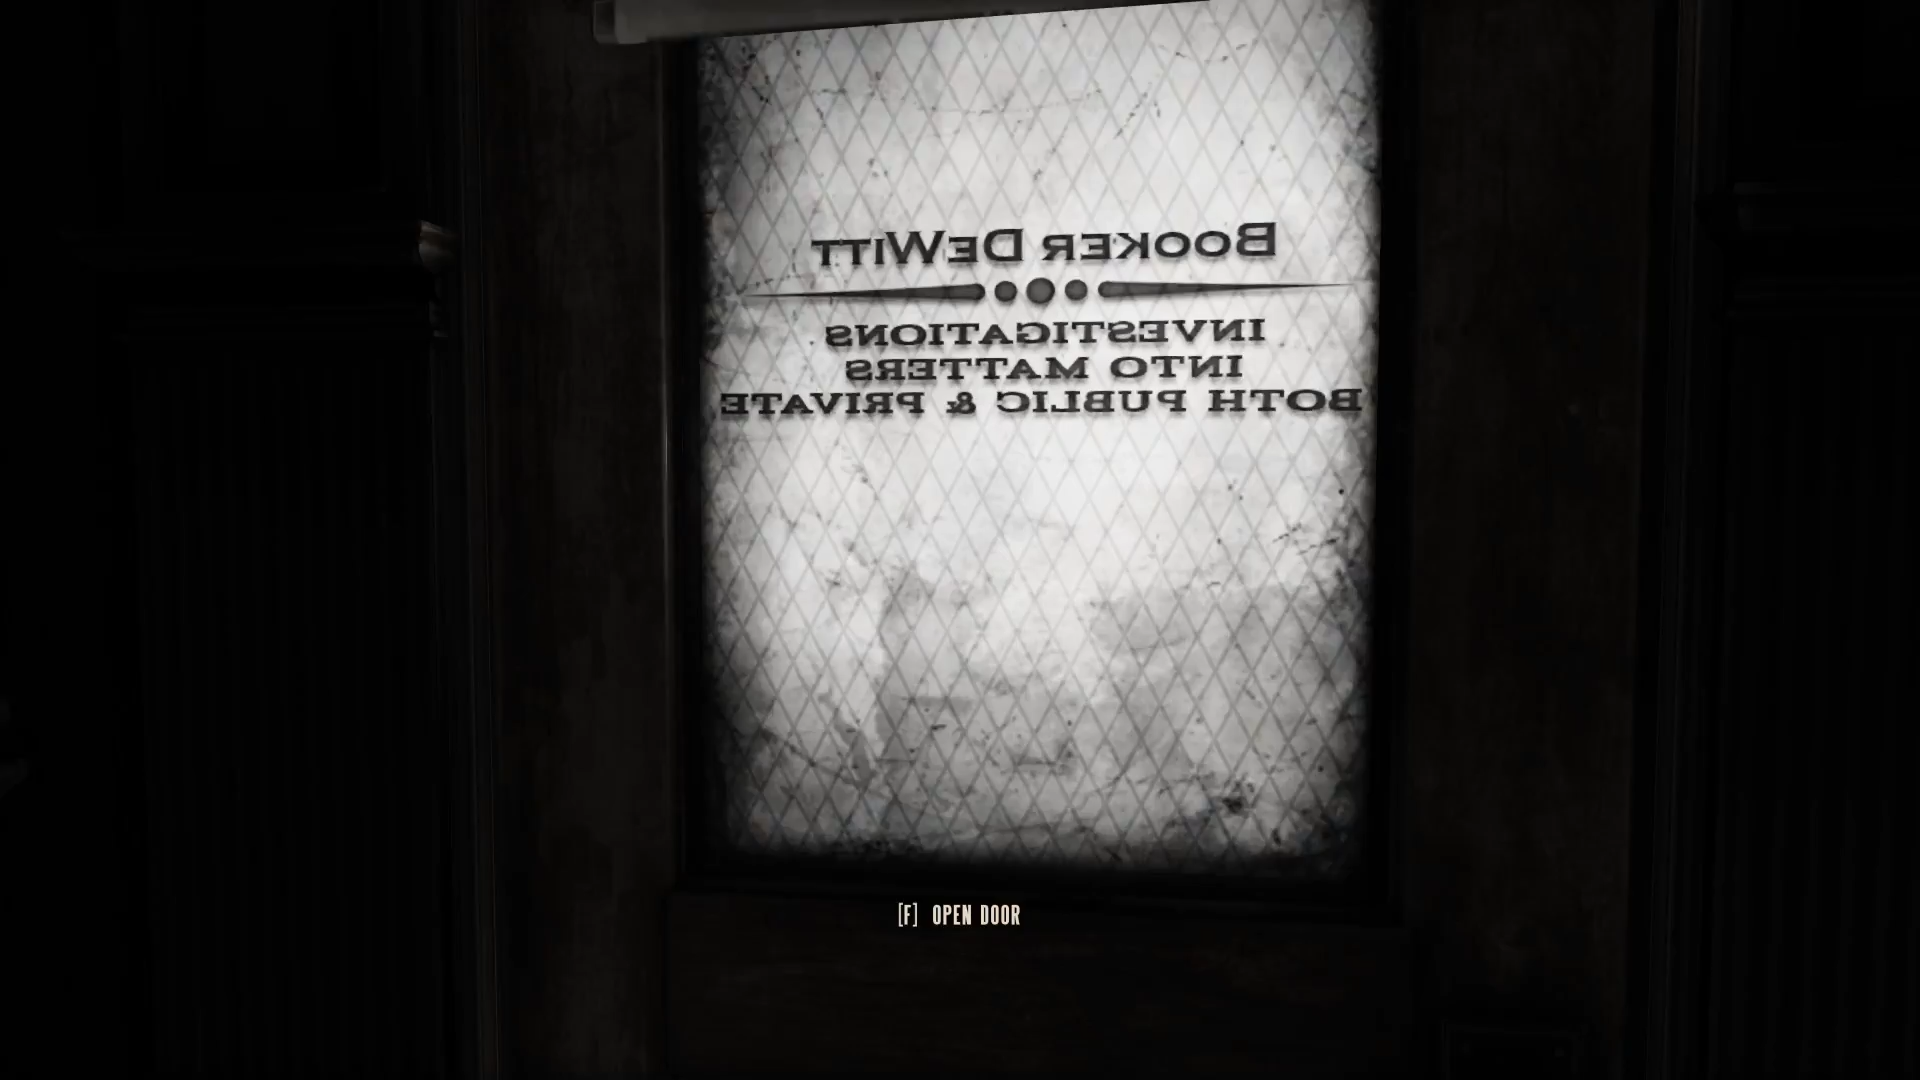 Booker DeWitt
INVESTIGATIONS
INTO MATTERS
BOTH PUBLIC & PRIVATE
[F] OPEN DOOR